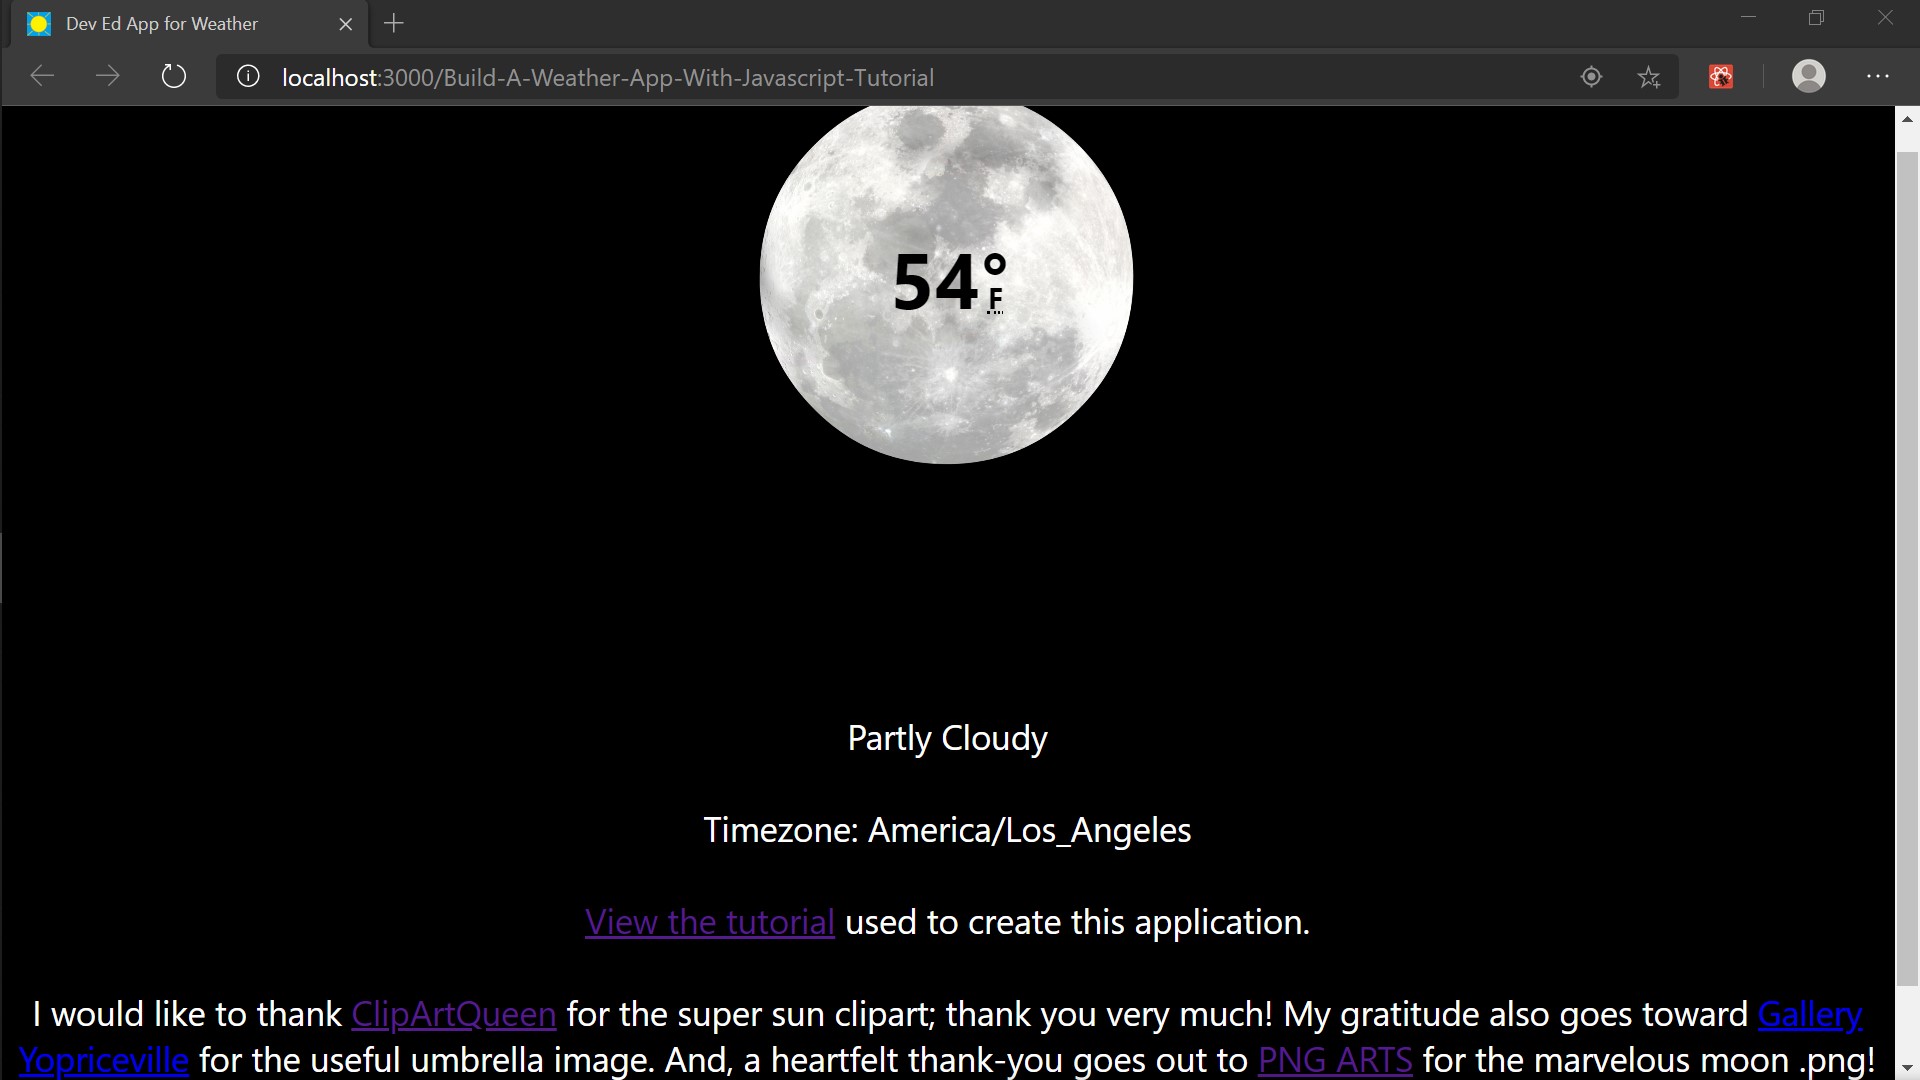 Dev Ed App for Weather
localhost:3000/Build-A-Weather-App-With-Javascript-Tutorial
54°
F
Partly Cloudy
Timezone: America/Los_Angeles
View the tutorial used to create this application.
I would like to thank ClipArtQueen for the super sun clipart; thank you very much! My gratitude also goes toward Gallery
Yopriceville for the useful umbrella image. And, a heartfelt thank-you goes out to PNG ARTS for the marvelous moon .png!